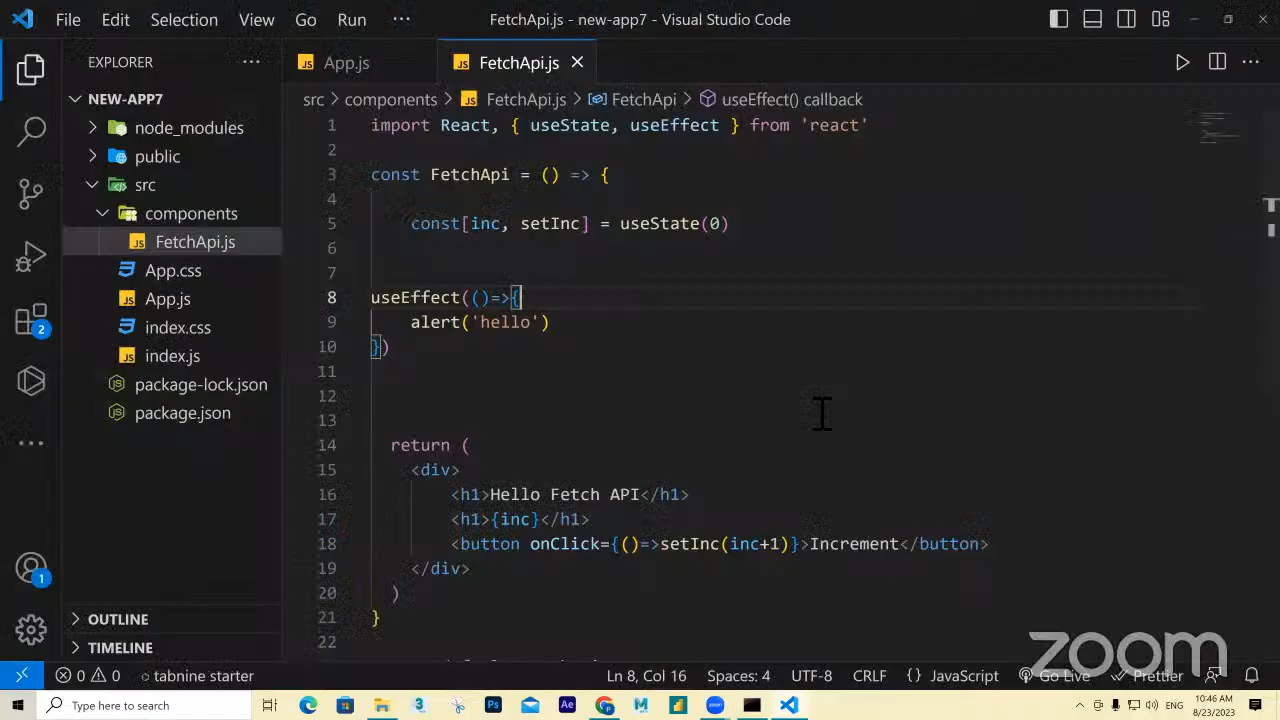 File Edit Selection View Go Run ··· FetchApi.js - new-app7 - Visual Studio Code
EXPLORER ···
App.js
FetchApi.js
NEW-APP7
node_modules
public
src
components
FetchApi.js
App.css
App.js
index.css
index.js
package-lock.json
package.json
OUTLINE
TIMELINE
2
1
src > components > JS FetchApi.js > FetchApi > useEffect() callback
1 import React, { useState, useEffect } from 'react'
2
3 const FetchApi = () => {
4
5 const[inc, setInc] = useState(0)
6
7
8 useEffect(()=>{
9 alert('hello')
10 })
11
12
13
14 return (
15 <div>
16 <h1>Hello Fetch API</h1>
17 <h1>{inc}</h1>
18 <button onClick={()=>setInc(inc+1)}>Increment</button>
19 </div>
20 )
21 }
22
zoom
0 0 tabnine starter Ln 8, Col 16 Spaces: 4 UTF-8 CRLF {} JavaScript Go Live Prettier
Type here to search
ENG
10:46 AM
8/23/2023